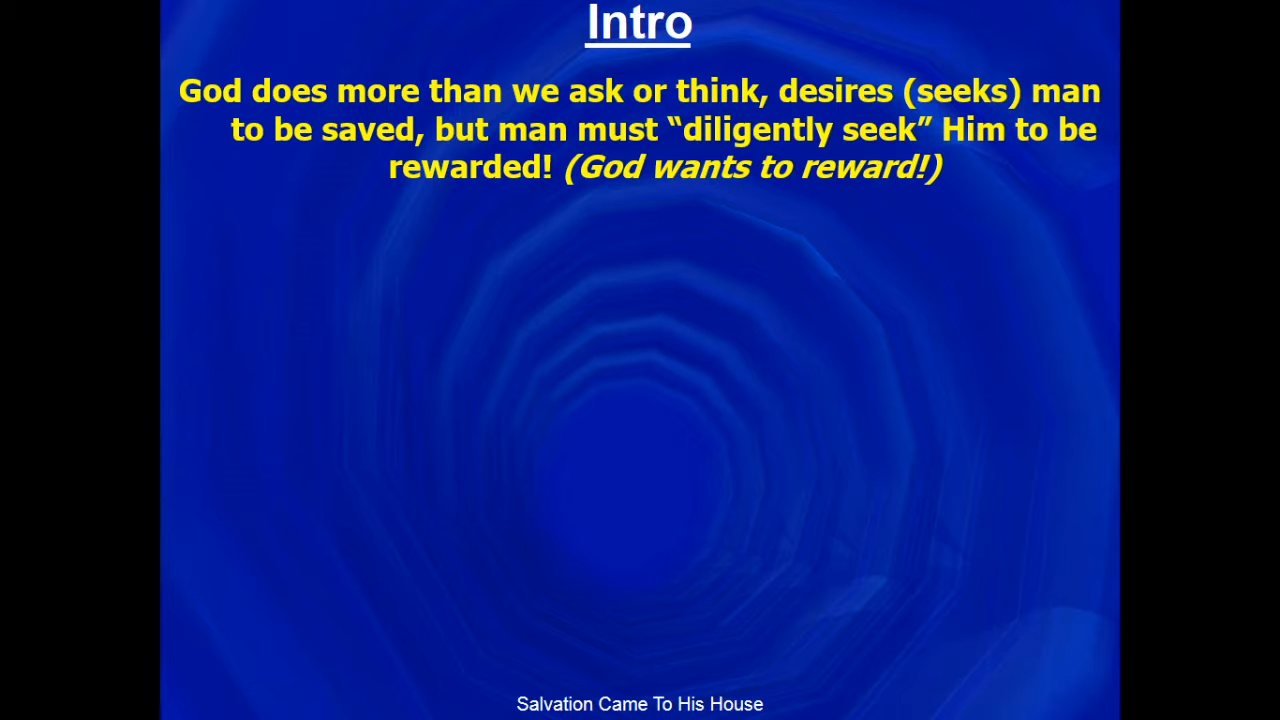 Intro
God does more than we ask or think, desires (seeks) man
to be saved, but man must “diligently seek” Him to be
rewarded! (God wants to reward!)
Salvation Came To His House